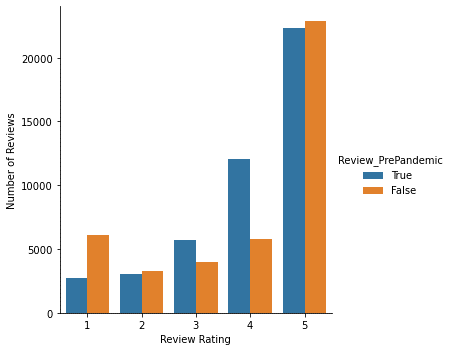 20000
15000
10000
5000
0
Number of Reviews
1 2 3 4 5
Review Rating
Review_PrePandemic
True
False